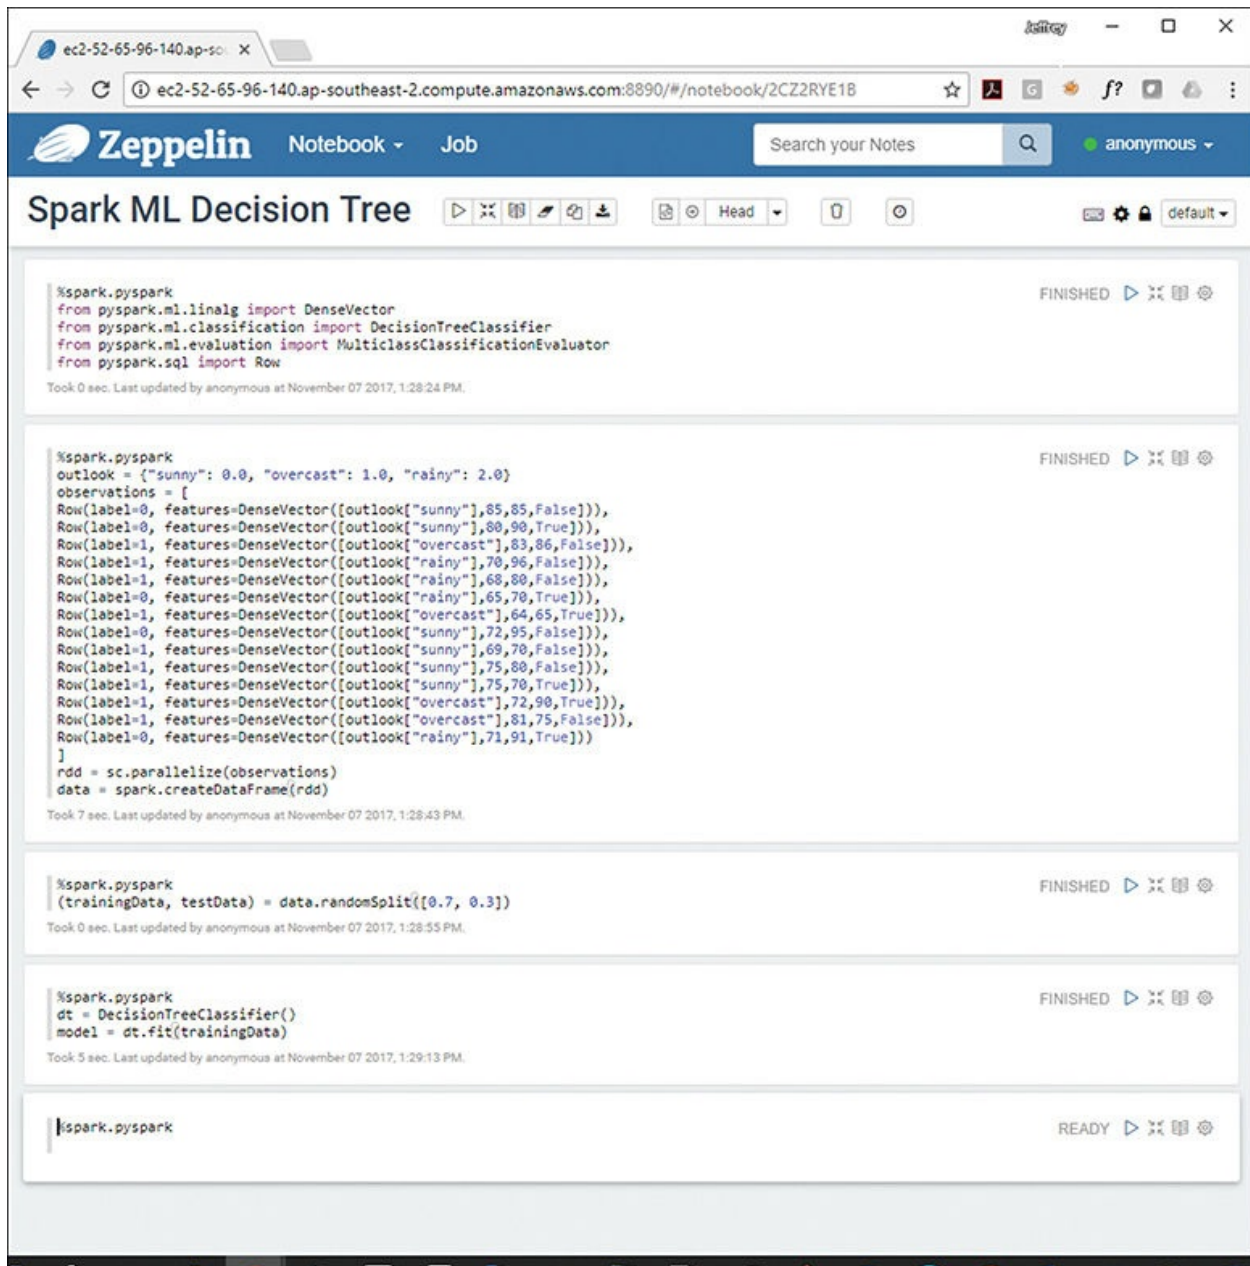 Jeffrey
ec2-52-65-96-140.ap-so
ec2-52-65-96-140.ap-southeast-2.compute.amazonaws.com:8890/#/notebook/2CZ2RYE1B
f?
Zeppelin Notebook Job Search your Notes anonymous
Spark ML Decision Tree Head default
%spark.pyspark FINISHED
from pyspark.ml.linalg import DenseVector
from pyspark.ml.classification import DecisionTreeClassifier
from pyspark.ml.evaluation import MulticlassClassificationEvaluator
from pyspark.sql import Row
Took 0 sec. Last updated by anonymous at November 07 2017, 1:28:24 PM.
%spark.pyspark FINISHED
outlook = {"sunny": 0.0, "overcast": 1.0, "rainy": 2.0}
observations = [
Row(label=0, features=DenseVector([outlook["sunny"],85,85,False])),
Row(label=0, features=DenseVector([outlook["sunny"],80,90,True])),
Row(label=1, features=DenseVector([outlook["overcast"],83,86,False])),
Row(label=1, features=DenseVector([outlook["rainy"],70,96,False])),
Row(label=1, features=DenseVector([outlook["rainy"],68,80,False])),
Row(label=0, features=DenseVector([outlook["rainy"],65,70,True])),
Row(label=1, features=DenseVector([outlook["overcast"],64,65,True])),
Row(label=0, features=DenseVector([outlook["sunny"],72,95,False])),
Row(label=1, features=DenseVector([outlook["sunny"],69,70,False])),
Row(label=1, features=DenseVector([outlook["sunny"],75,80,False])),
Row(label=1, features=DenseVector([outlook["sunny"],75,70,True])),
Row(label=1, features=DenseVector([outlook["overcast"],72,90,True])),
Row(label=1, features=DenseVector([outlook["overcast"],81,75,False])),
Row(label=0, features=DenseVector([outlook["rainy"],71,91,True]))
]
rdd = sc.parallelize(observations)
data = spark.createDataFrame(rdd)
Took 7 sec. Last updated by anonymous at November 07 2017, 1:28:43 PM.
%spark.pyspark FINISHED
(trainingData, testData) = data.randomSplit([0.7, 0.3])
Took 0 sec. Last updated by anonymous at November 07 2017, 1:28:55 PM.
%spark.pyspark FINISHED
dt = DecisionTreeClassifier()
model = dt.fit(trainingData)
Took 5 sec. Last updated by anonymous at November 07 2017, 1:29:13 PM.
%spark.pyspark READY